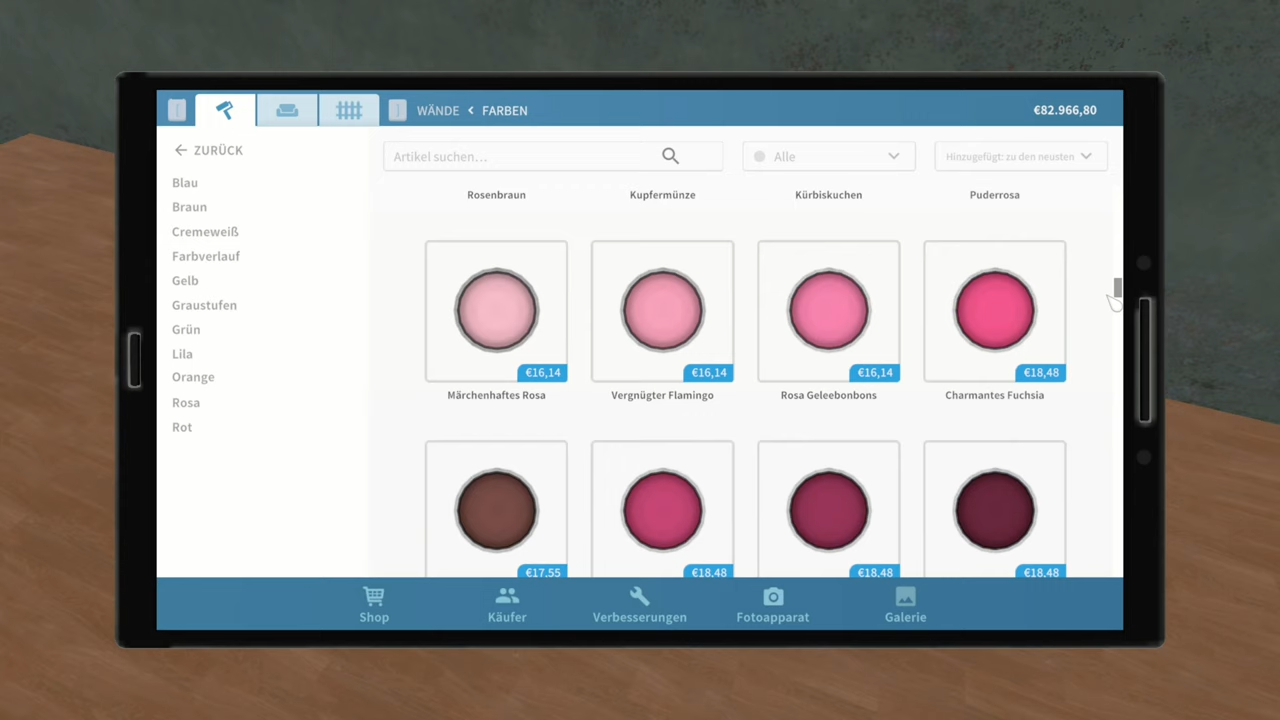 WÄNDE < FARBEN
€82.966,80
ZURÜCK
Blau
Braun
Cremeweiß
Farbverlauf
Gelb
Graustufen
Grün
Lila
Orange
Rosa
Rot
Artikel suchen...
Alle
Hinzugefügt: zu den neusten
Rosenbraun
Kupfermünze
Kürbiskuchen
Puderrosa
€16,14
€16,14
€16,14
€18,48
Märchenhaftes Rosa
Vergnügter Flamingo
Rosa Geleebonbons
Charmantes Fuchsia
€17,55
€18,48
€18,48
€18,48
Shop
Käufer
Verbesserungen
Fotoapparat
Galerie